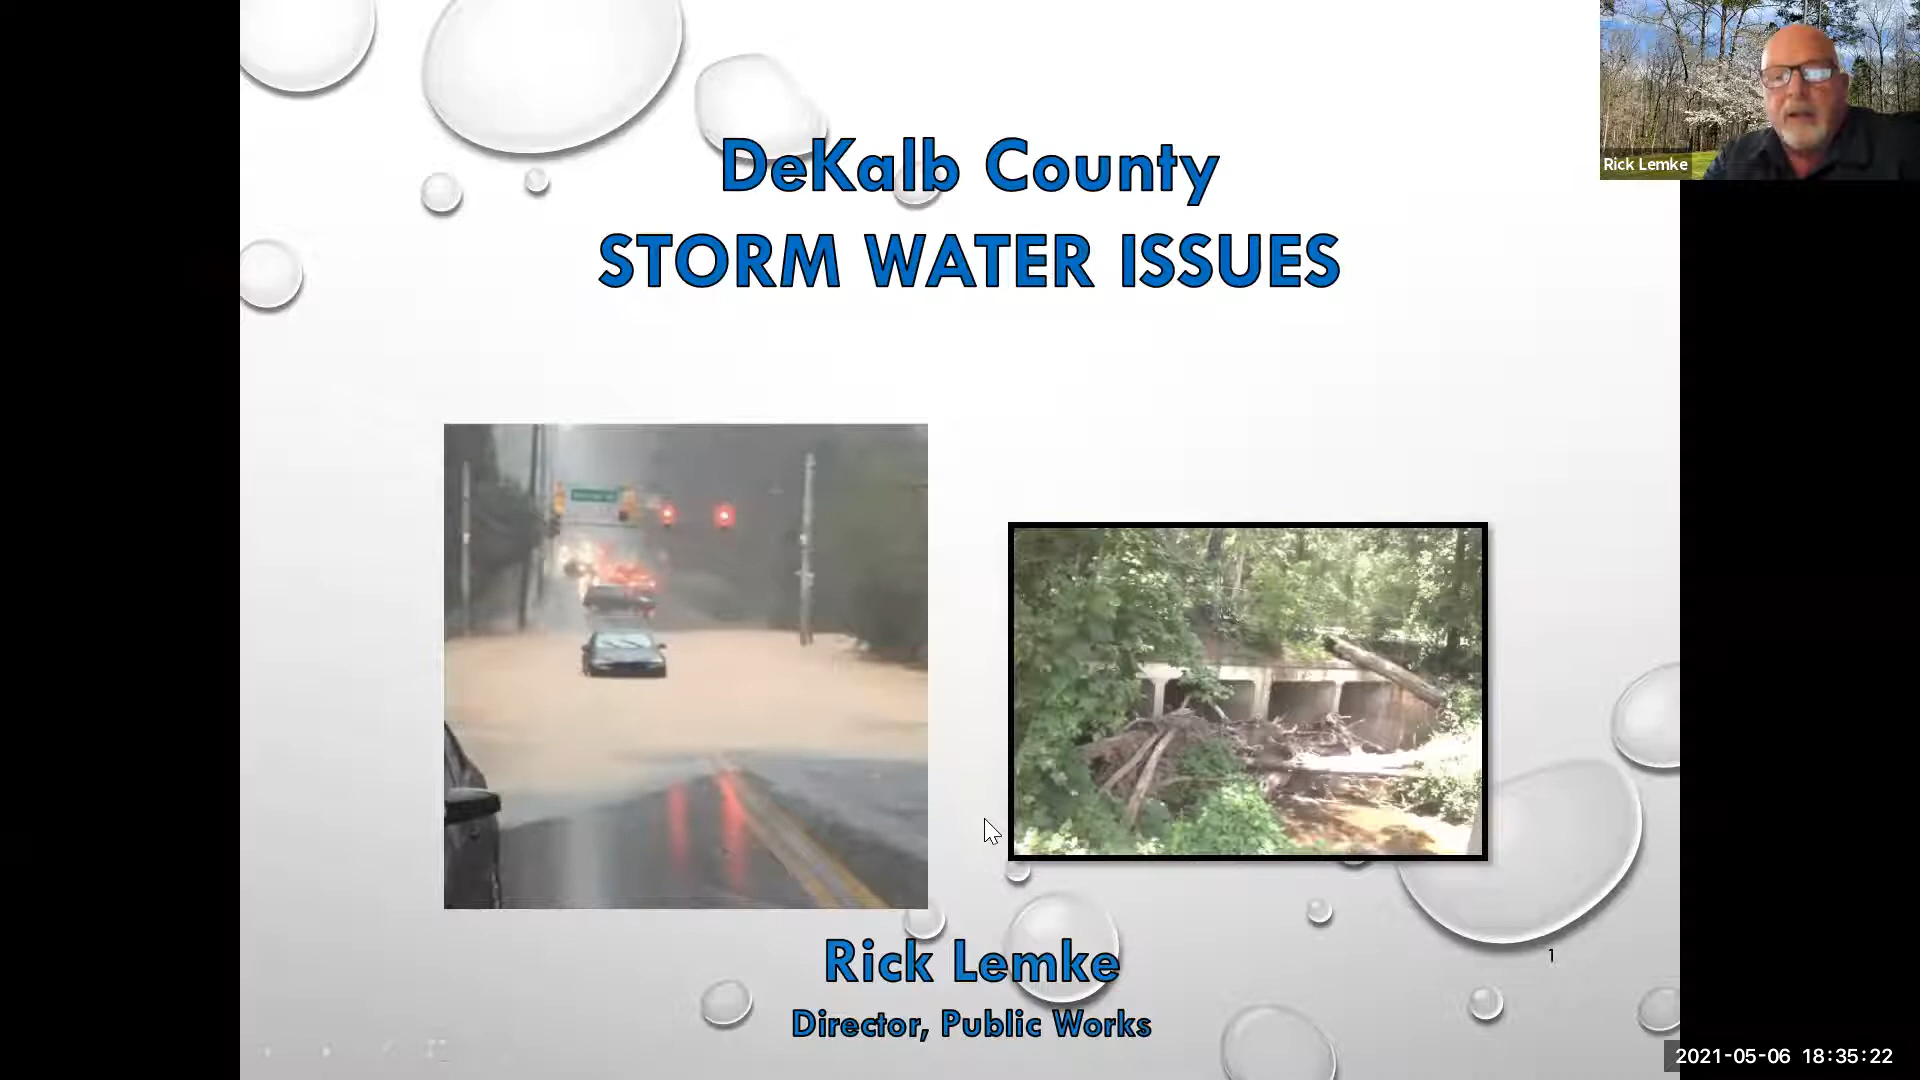 Rick Lemke
DeKalb County
STORM WATER ISSUES
Rick Lemke
Director, Public Works
1
2021-05-06 18:35:22